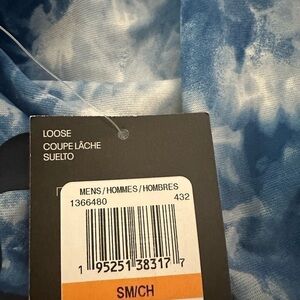 LOOSE
COUPE LÂCHE
SUELTO
MENS / HOMMES / HOMBRES
1366480 432
1 95251 38317 7
SM/CH